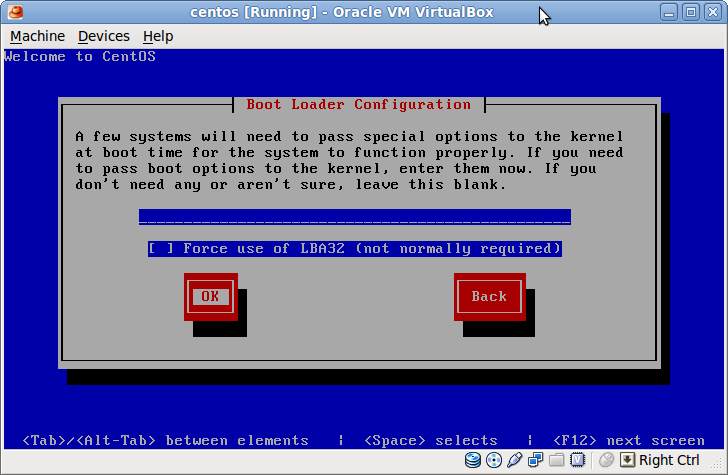 centos [Running] - Oracle VM VirtualBox
Machine Devices Help
Welcome to CentOS
Boot Loader Configuration
A few systems will need to pass special options to the kernel
at boot time for the system to function properly. If you need
to pass boot options to the kernel, enter them now. If you
don't need any or aren't sure, leave this blank.
[ ] Force use of LBA32 (not normally required)
OK Back
<Tab>/<Alt-Tab> between elements | <Space> selects | <F12> next screen
Right Ctrl